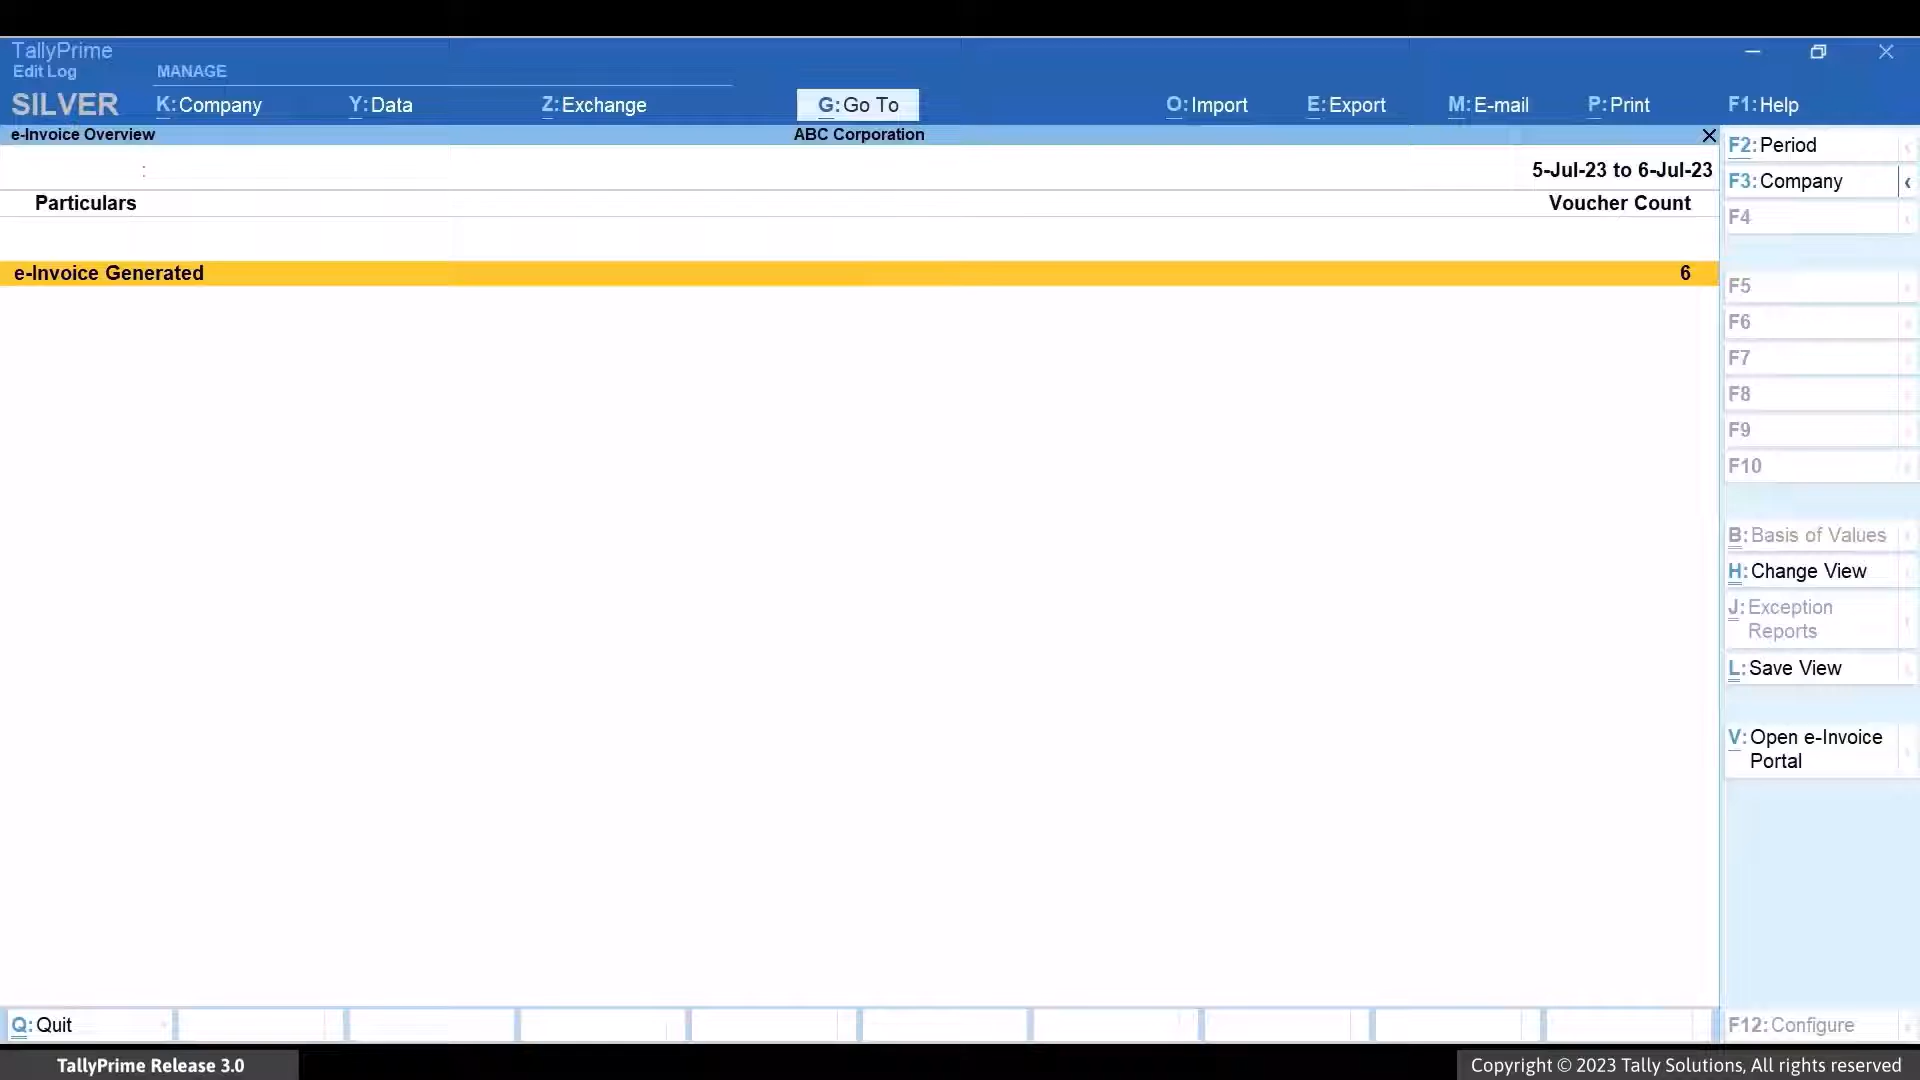 TallyPrime
Edit Log
MANAGE
SILVER
K:Company
Y:Data
Z:Exchange
G:Go To
O:Import
E:Export
M:E-mail
P:Print
F1:Help
e-Invoice Overview
ABC Corporation
F2:Period
:
5-Jul-23 to 6-Jul-23
F3:Company
Particulars
Voucher Count
F4
e-Invoice Generated
6
F5
F6
F7
F8
F9
F10
B:Basis of Values
H:Change View
J:Exception
Reports
L:Save View
V:Open e-Invoice
Portal
Q:Quit
F12:Configure
TallyPrime Release 3.0
Copyright © 2023 Tally Solutions, All rights reserved